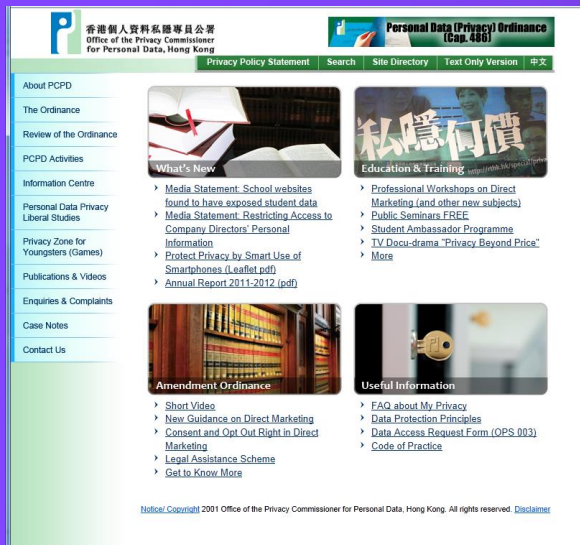 香港個人資料私隱專員公署
Office of the Privacy Commissioner
for Personal Data, Hong Kong
Personal Data (Privacy) Ordinance
(Cap. 486)
Privacy Policy Statement Search Site Directory Text Only Version 中文
About PCPD
The Ordinance
Review of the Ordinance
PCPD Activities
Information Centre
Personal Data Privacy
Liberal Studies
Privacy Zone for
Youngsters (Games)
Publications & Videos
Enquiries & Complaints
Case Notes
Contact Us
What's New
Media Statement: School websites
found to have exposed student data
Media Statement: Restricting Access to
Company Directors' Personal
Information
Protect Privacy by Smart Use of
Smartphones (Leaflet pdf)
Annual Report 2011-2012 (pdf)
私隱何價
Education & Training
Professional Workshops on Direct
Marketing (and other new subjects)
Public Seminars FREE
Student Ambassador Programme
TV Docu-drama "Privacy Beyond Price"
More
Amendment Ordinance
Short Video
New Guidance on Direct Marketing
Consent and Opt Out Right in Direct
Marketing
Legal Assistance Scheme
Get to Know More
Useful Information
FAQ about My Privacy
Data Protection Principles
Data Access Request Form (OPS 003)
Code of Practice
Notice/ Copyright 2001 Office of the Privacy Commissioner for Personal Data, Hong Kong. All rights reserved. Disclaimer